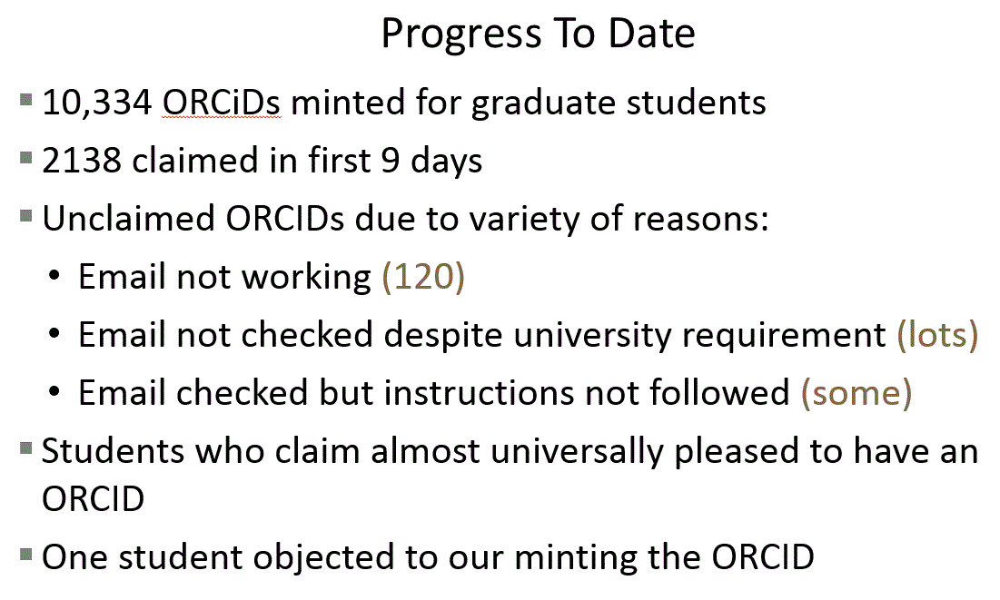 Progress To Date
▪ 10,334 ORCiDs minted for graduate students
▪ 2138 claimed in first 9 days
▪ Unclaimed ORCIDs due to variety of reasons:
• Email not working (120)
• Email not checked despite university requirement (lots)
• Email checked but instructions not followed (some)
▪ Students who claim almost universally pleased to have an
ORCID
▪ One student objected to our minting the ORCID